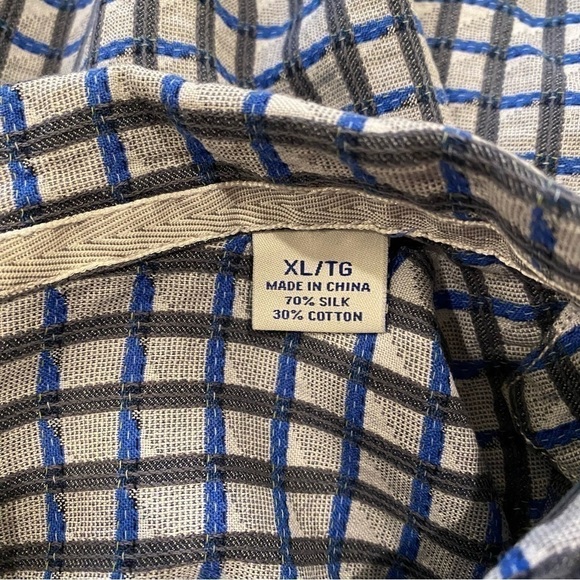 XL/TG
MADE IN CHINA
70% SILK
30% COTTON